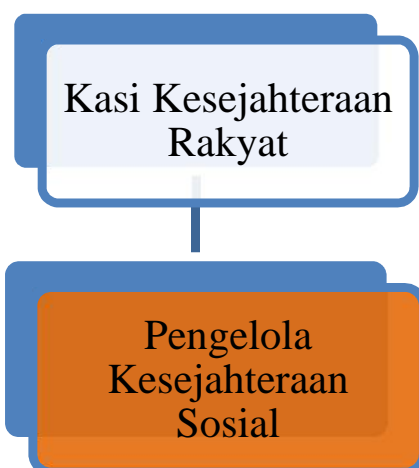 Kasi Kesejahteraan
Rakyat
Pengelola
Kesejahteraan
Sosial